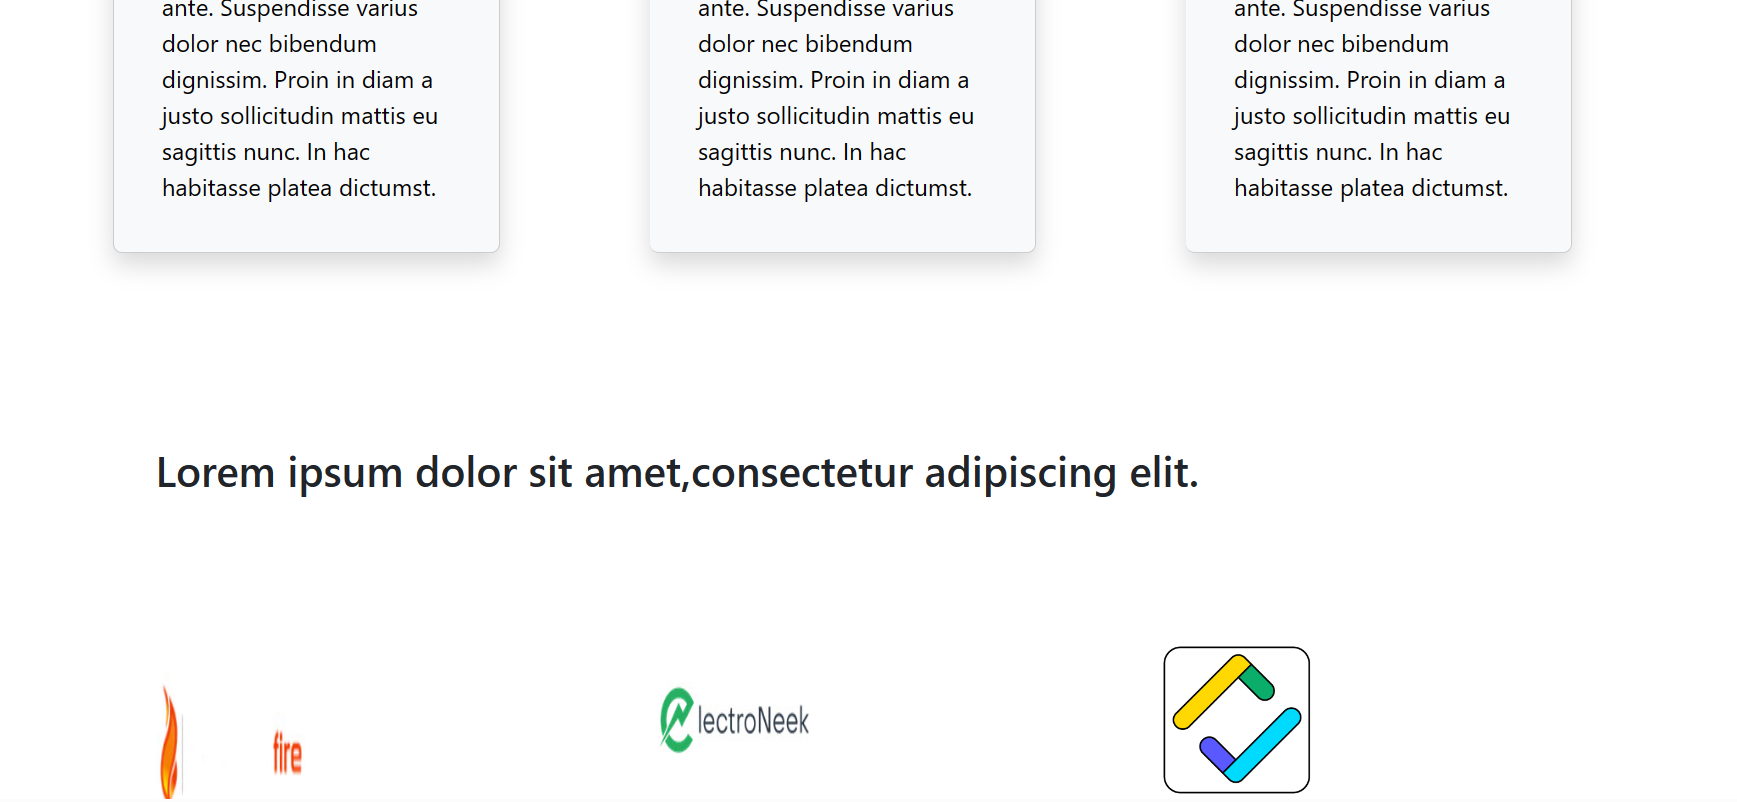 ante. Suspendisse varius
dolor nec bibendum
dignissim. Proin in diam a
justo sollicitudin mattis eu
sagittis nunc. In hac
habitasse platea dictumst.
ante. Suspendisse varius
dolor nec bibendum
dignissim. Proin in diam a
justo sollicitudin mattis eu
sagittis nunc. In hac
habitasse platea dictumst.
ante. Suspendisse varius
dolor nec bibendum
dignissim. Proin in diam a
justo sollicitudin mattis eu
sagittis nunc. In hac
habitasse platea dictumst.
Lorem ipsum dolor sit amet,consectetur adipiscing elit.
fire
lectroNeek